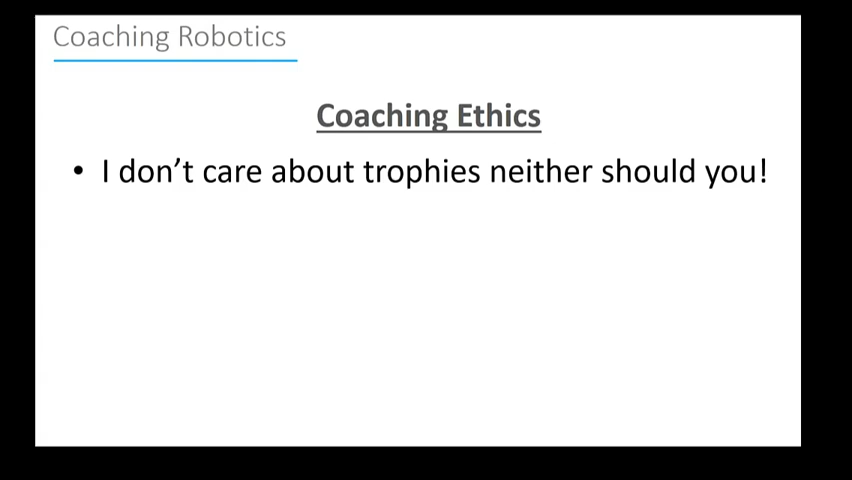 Coaching Robotics
Coaching Ethics
• I don't care about trophies neither should you!